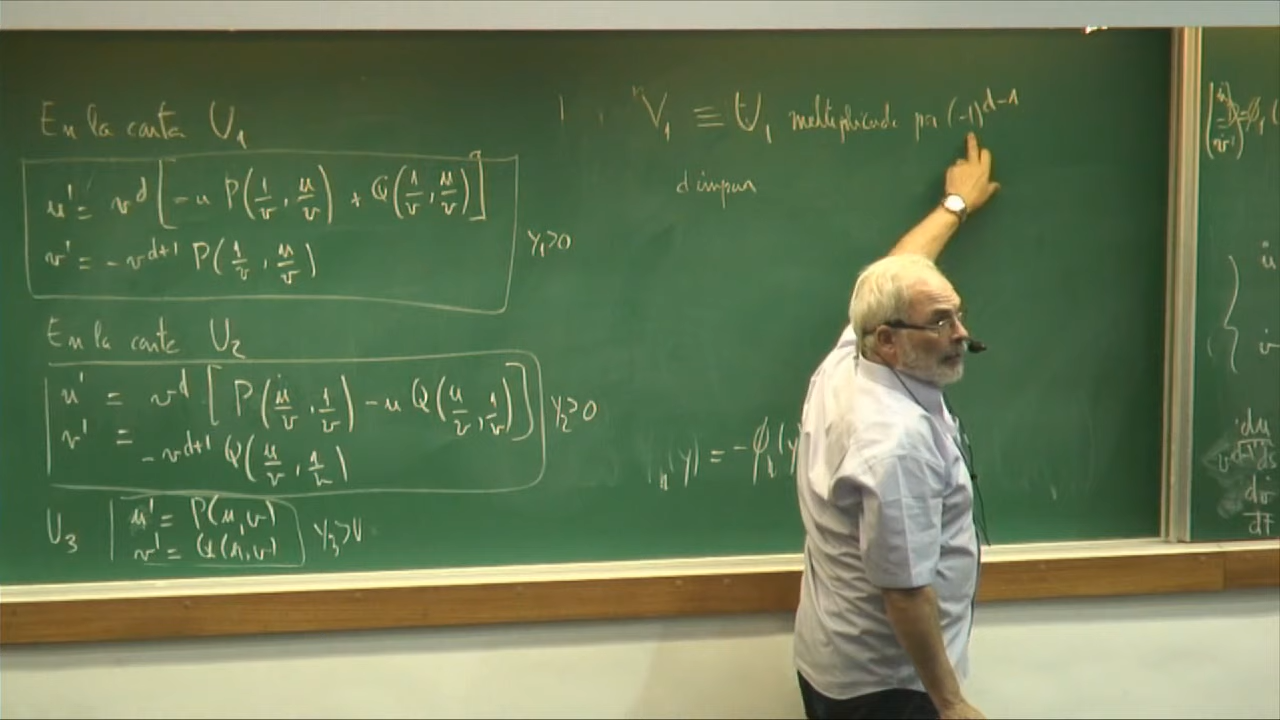 En la carta U₁
u' = v^d [ -u P(1/v, u/v) + Q(1/v, u/v) ]
v' = -v^{d+1} P(1/v, u/v)
y₁>0
En la carta U₂
u' = v^d [ P(u/v, 1/v) - u Q(u/v, 1/v) ]
v' = -v^{d+1} Q(u/v, 1/v)
y₂>0
U₃
u' = P(u,v)
v' = Q(u,v)
y₃>0
V₁ ≡ U₁ multiplicado por (-1)^{d-1}
d impar
(y) = -ϕ